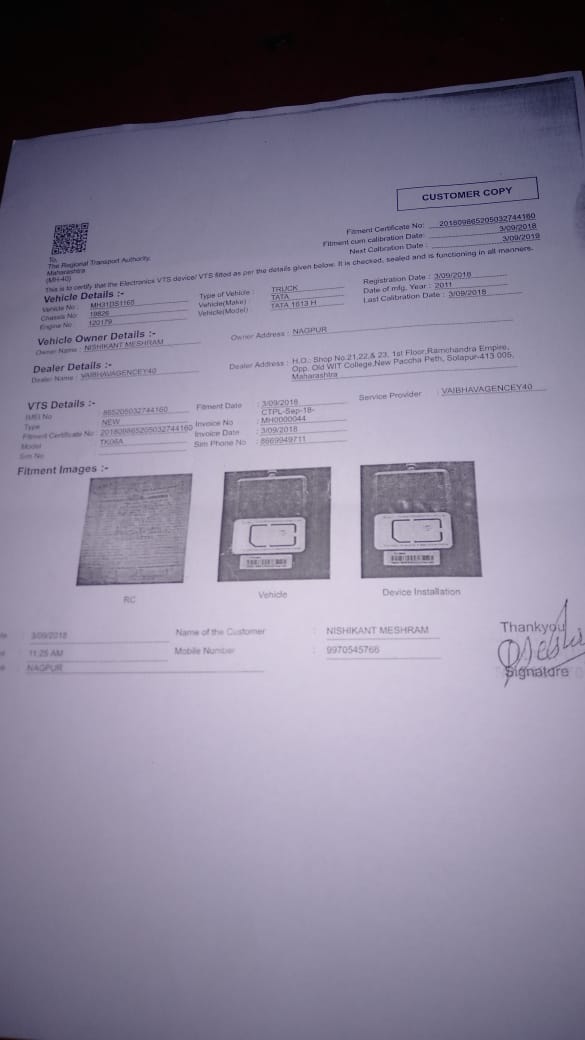 CUSTOMER COPY
Fitment Certificate No: 201809865205032744160
Fitment cum calibration Date: 3/09/2018
Next Calibration Date : 3/09/2019
To,
The Regional Transport Authority,
Maharashtra
(MH-40)
This is to certify that the Electronics VTS device/ VTS fitted as per the details given below. It is checked, sealed and is functioning in all manners.
Vehicle Details :-
Vehicle No : MH31DS1165 Type of Vehicle : TRUCK Registration Date : 3/09/2018
Chassis No : 19826 Vehicle(Make) : TATA Date of mfg. Year : 2011
Engine No : 120179 Vehicle(Model) : TATA 1613 H Last Calibration Date : 3/09/2018
Vehicle Owner Details :-
Owner Name : NISHIKANT MESHRAM Owner Address : NAGPUR
Dealer Details :-
Dealer Name : VAIBHAVAGENCEY40 Dealer Address : H.O.: Shop No.21,22,& 23, 1st Floor,Ramchandra Empire,
Opp. Old WIT College,New Paccha Peth, Solapur-413 005,
Maharashtra
VTS Details :-
IMEI No : 865205032744160 Fitment Date : 3/09/2018 Service Provider : VAIBHAVAGENCEY40
Type : NEW Invoice No : CTPL-Sep-18-
MH0000044
Fitment Certificate No : 201809865205032744160 Invoice Date : 3/09/2018
Model : TK06A Sim Phone No : 8669949711
Sim No
Fitment Images :-
RC Vehicle Device Installation
: 3/09/2018 Name of the Customer : NISHIKANT MESHRAM Thankyou
: 11:25 AM Mobile Number : 9970545766
: NAGPUR Signature